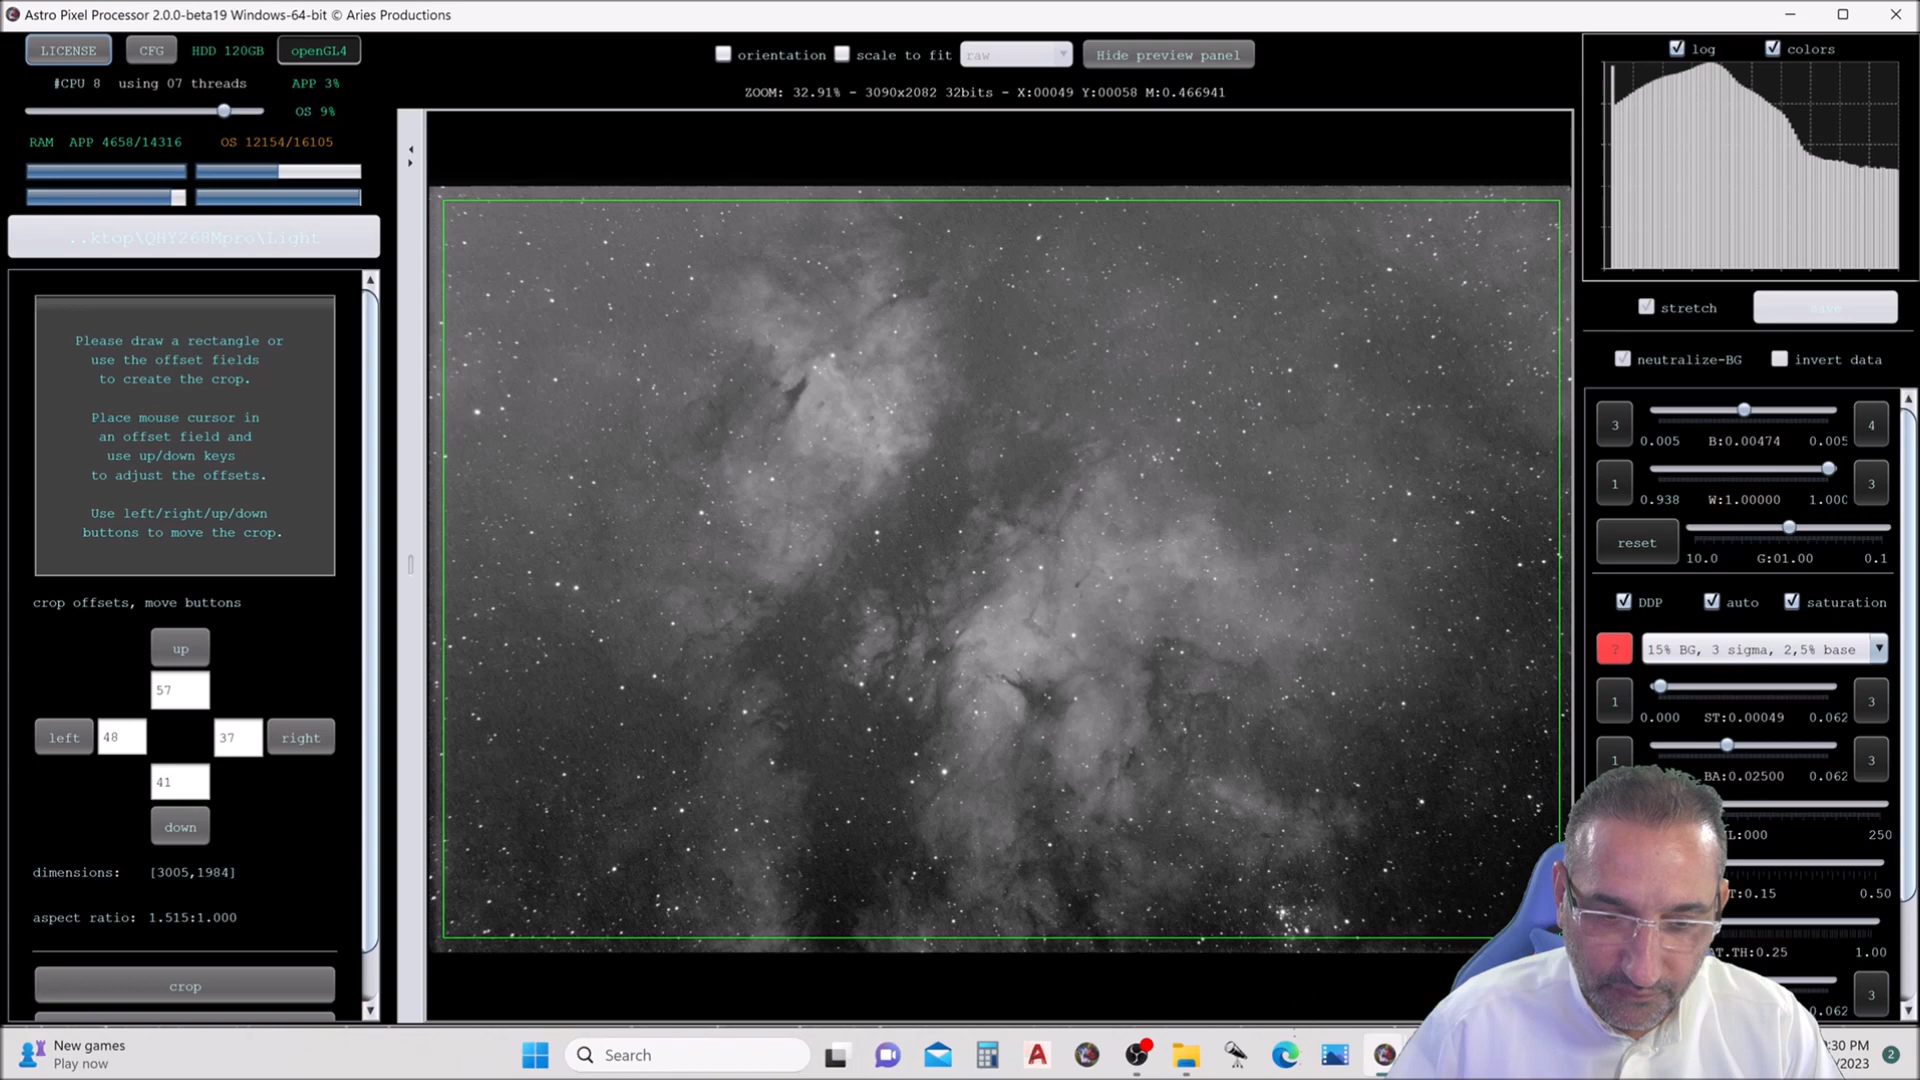 Astro Pixel Processor 2.0.0-beta19 Windows-64-bit © Aries Productions
LICENSE CFG HDD 120GB openGL4
#CPU 8 using 07 threads APP 3%
OS 9%
RAM APP 4658/14316 OS 12154/16105
..ktop\QHY268Mpro\Light
Please draw a rectangle or
use the offset fields
to create the crop.
Place mouse cursor in
an offset field and
use up/down keys
to adjust the offsets.
Use left/right/up/down
buttons to move the crop.
crop offsets, move buttons
up
57
left 48 37 right
41
down
dimensions: [3005,1984]
aspect ratio: 1.515:1.000
crop
orientation scale to fit raw Hide preview panel
ZOOM: 32.91% - 3090x2082 32bits - X:00049 Y:00058 M:0.466941
log colors
stretch save
neutralize-BG invert data
3 0.005 B:0.00474 0.005 4
1 0.938 W:1.00000 1.000 3
reset 10.0 G:01.00 0.1
DDP auto saturation
? 15% BG, 3 sigma, 2,5% base
1 0.000 ST:0.00049 0.062 3
1 BA:0.02500 0.062 3
L:000 250
T:0.15 0.50
T.TH:0.25 1.00
0.062 3
New games
Play now
Search
:30 PM
/2023
2